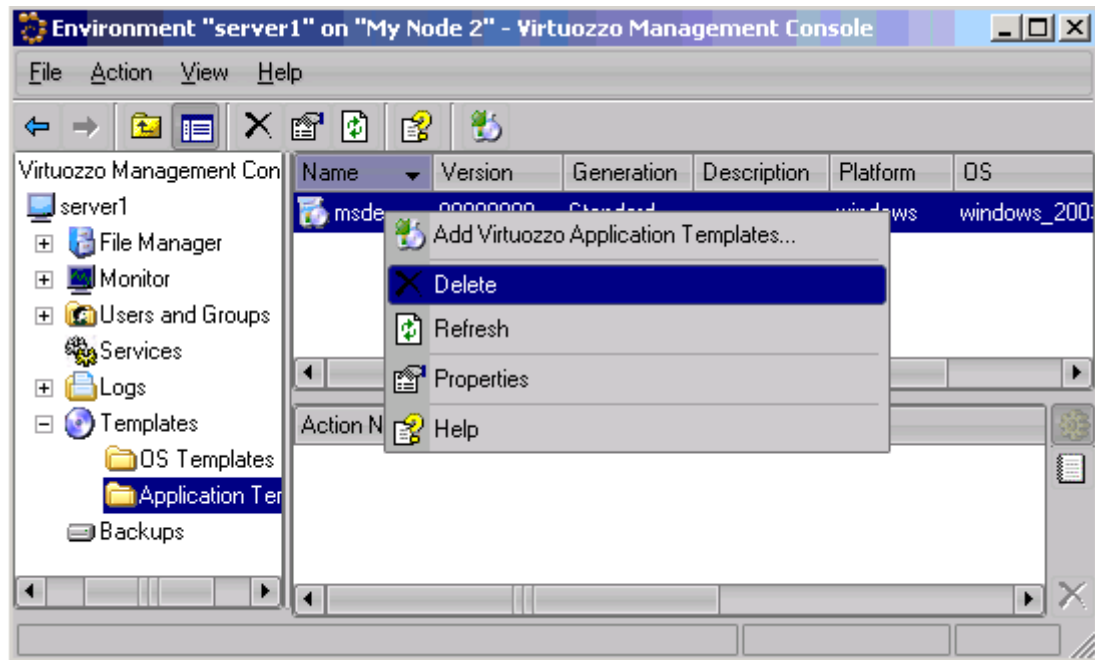 Environment "server1" on "My Node 2" - Virtuozzo Management Console
File Action View Help
Virtuozzo Management Con
server1
File Manager
Monitor
Users and Groups
Services
Logs
Templates
OS Templates
Application Ter
Backups
Name Version Generation Description Platform OS
msde 00000000 Standard windows windows_200
Add Virtuozzo Application Templates...
Delete
Refresh
Properties
Help
Action N